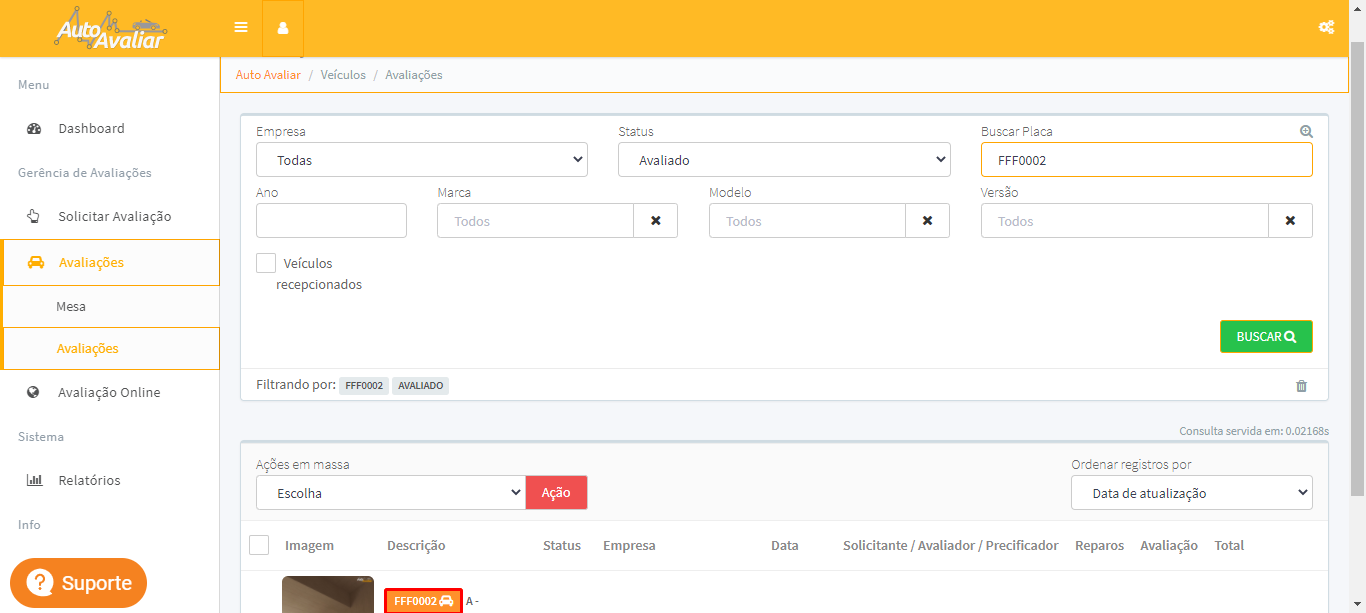 Auto Avaliar
Auto Avaliar / Veículos / Avaliações
Menu
Dashboard
Gerência de Avaliações
Solicitar Avaliação
Avaliações
Mesa
Avaliações
Avaliação Online
Sistema
Relatórios
Info
Suporte
Empresa Status Buscar Placa
Todas Avaliado FFF0002
Ano Marca Modelo Versão
Todos Todos Todos
Veículos
recepcionados
BUSCAR
Filtrando por: FFF0002 AVALIADO
Consulta servida em: 0.02168s
Ações em massa Ordenar registros por
Escolha Ação Data de atualização
Imagem Descrição Status Empresa Data Solicitante / Avaliador / Precificador Reparos Avaliação Total
FFF0002 A -